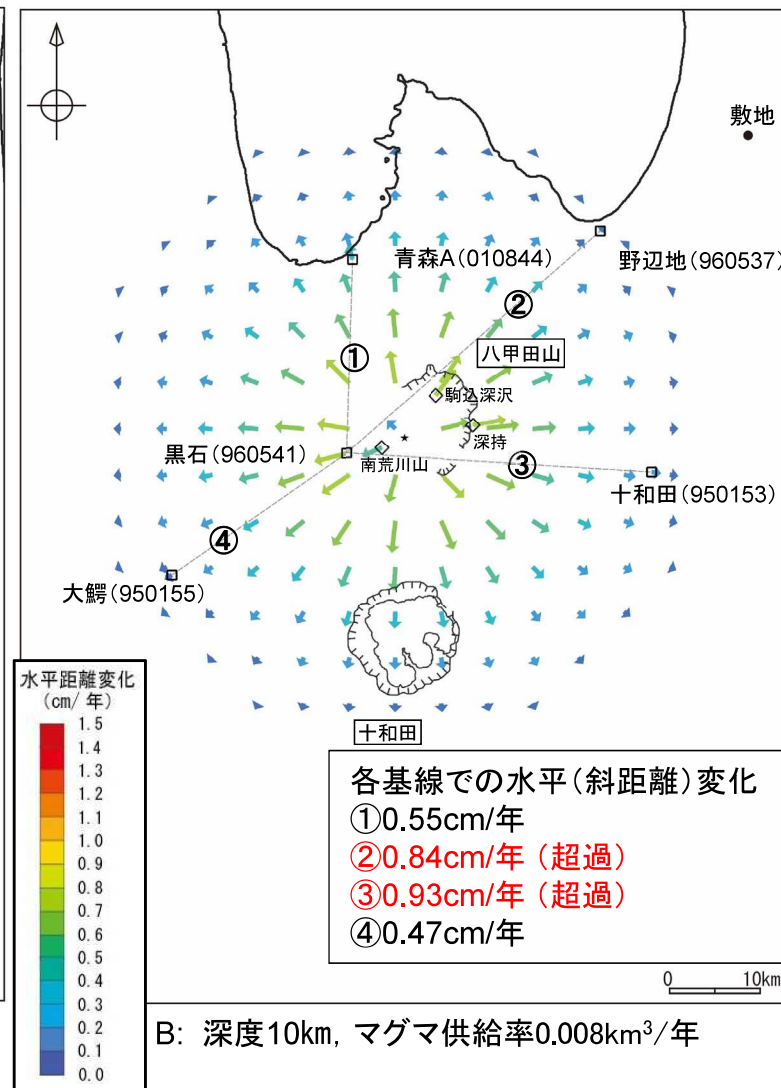 敷地
青森A(010844)
野辺地(960537)
②
八甲田山
①
駒込深沢
黒石(960541)
深持
南荒川山
③
十和田(950153)
④
大鰐(950155)
水平距離変化
(cm/年)
1.5
1.4
1.3
1.2
1.1
1.0
0.9
0.8
0.7
0.6
0.5
0.4
0.3
0.2
0.1
0.0
十和田
各基線での水平(斜距離)変化
①0.55cm/年
②0.84cm/年(超過)
③0.93cm/年(超過)
④0.47cm/年
0 10km
B: 深度10km, マグマ供給率0.008km³/年